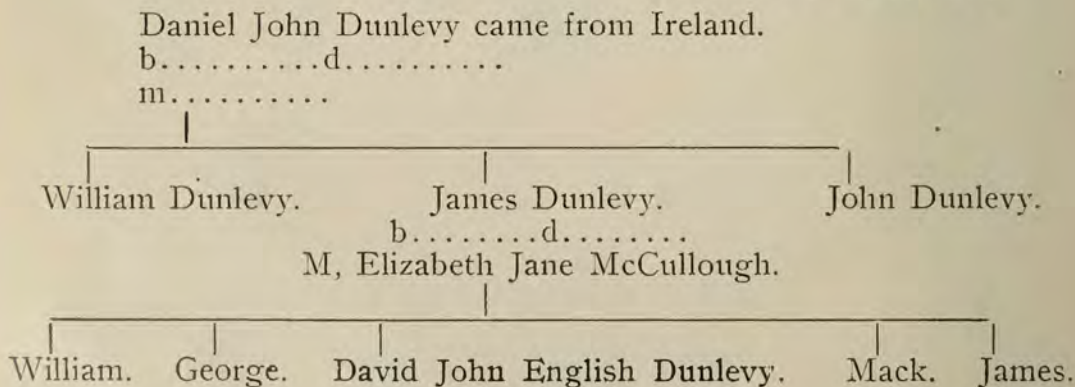 Daniel John Dunlevy came from Ireland.
b..........d..........
m..........
William Dunlevy. James Dunlevy. John Dunlevy.
b........d........
M, Elizabeth Jane McCullough.
William. George. David John English Dunlevy. Mack. James.